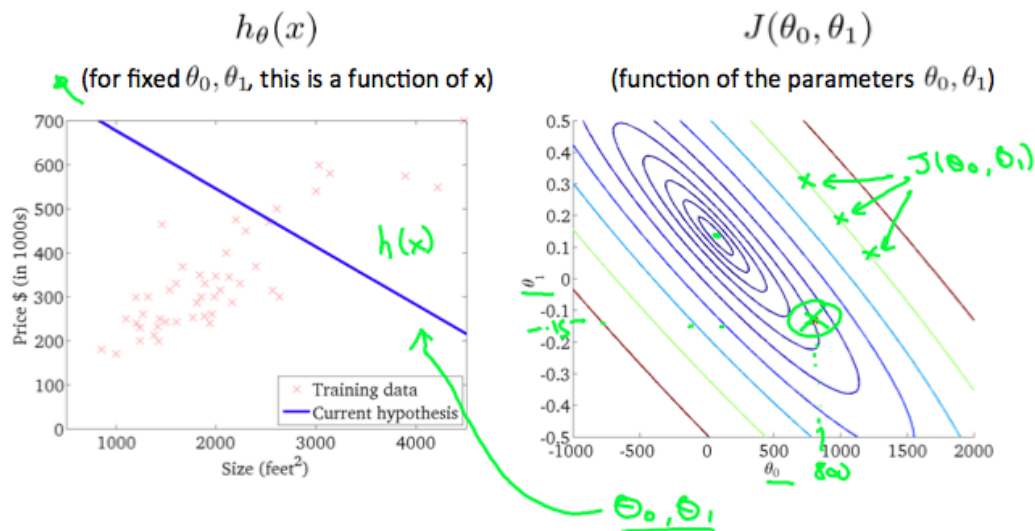 h_θ(x)
(for fixed θ₀, θ₁, this is a function of x)
700
600
500
400
300
200
100
0
Price $ (in 1000s)
1000
2000
3000
4000
Size (feet²)
h(x)
Training data
Current hypothesis
J(θ₀, θ₁)
(function of the parameters θ₀, θ₁)
0.5
0.4
0.3
0.2
0.1
0
-0.1
-0.2
-0.3
-0.4
-0.5
θ₁
-.15
-1000
-500
0
500
1000
1500
2000
θ₀
800
J(θ₀, θ₁)
θ₀, θ₁